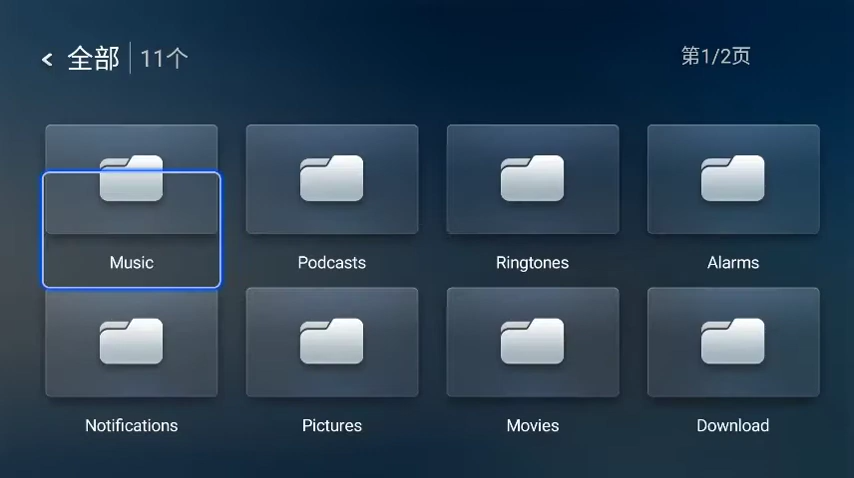 < 全部 | 11个
第1/2页
Music
Podcasts
Ringtones
Alarms
Notifications
Pictures
Movies
Download